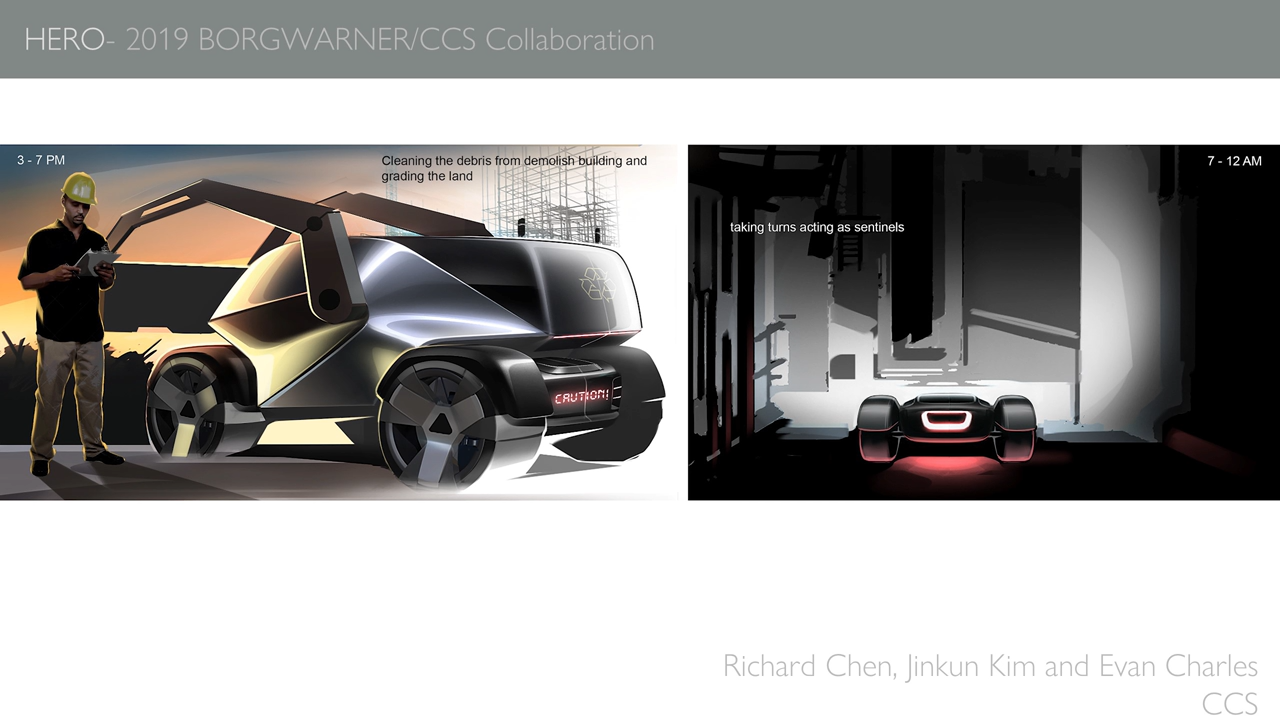 HERO- 2019 BORGWARNER/CCS Collaboration
3 - 7 PM
Cleaning the debris from demolish building and
grading the land
CAUTION!
7 - 12 AM
taking turns acting as sentinels
Richard Chen, Jinkun Kim and Evan Charles
CCS